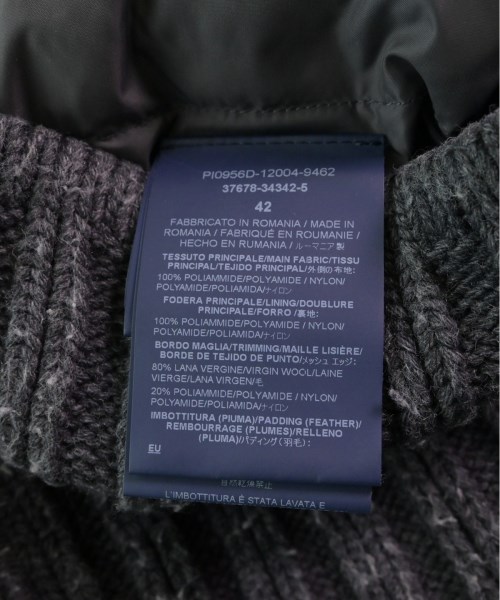 PI0956D-12004-9462
37678-34342-5
42
FABBRICATO IN ROMANIA / MADE IN
ROMANIA / FABRIQUÉ EN ROUMANIE /
HECHO EN RUMANIA / ルーマニア製
TESSUTO PRINCIPALE/MAIN FABRIC/TISSU
PRINCIPAL/TEJIDO PRINCIPAL/外側の布地:
100% POLIAMMIDE/POLYAMIDE / NYLON/
POLYAMIDE/POLIAMIDA/ナイロン
FODERA PRINCIPALE/LINING/DOUBLURE
PRINCIPALE/FORRO /裏地:
100% POLIAMMIDE/POLYAMIDE / NYLON/
POLYAMIDE/POLIAMIDA/ナイロン
BORDO MAGLIA/TRIMMING/MAILLE LISIÈRE/
BORDE DE TEJIDO DE PUNTO/メッシュ エッジ:
80% LANA VERGINE/VIRGIN WOOL/LAINE
VIERGE/LANA VIRGEN/毛
20% POLIAMMIDE/POLYAMIDE / NYLON/
POLYAMIDE/POLIAMIDA/ナイロン
IMBOTTITURA (PIUMA)/PADDING (FEATHER)/
REMBOURRAGE (PLUMES)/RELLENO
(PLUMA)/パディング (羽毛):
EU
L'IMBOTTITURA È STATA LAVATA E